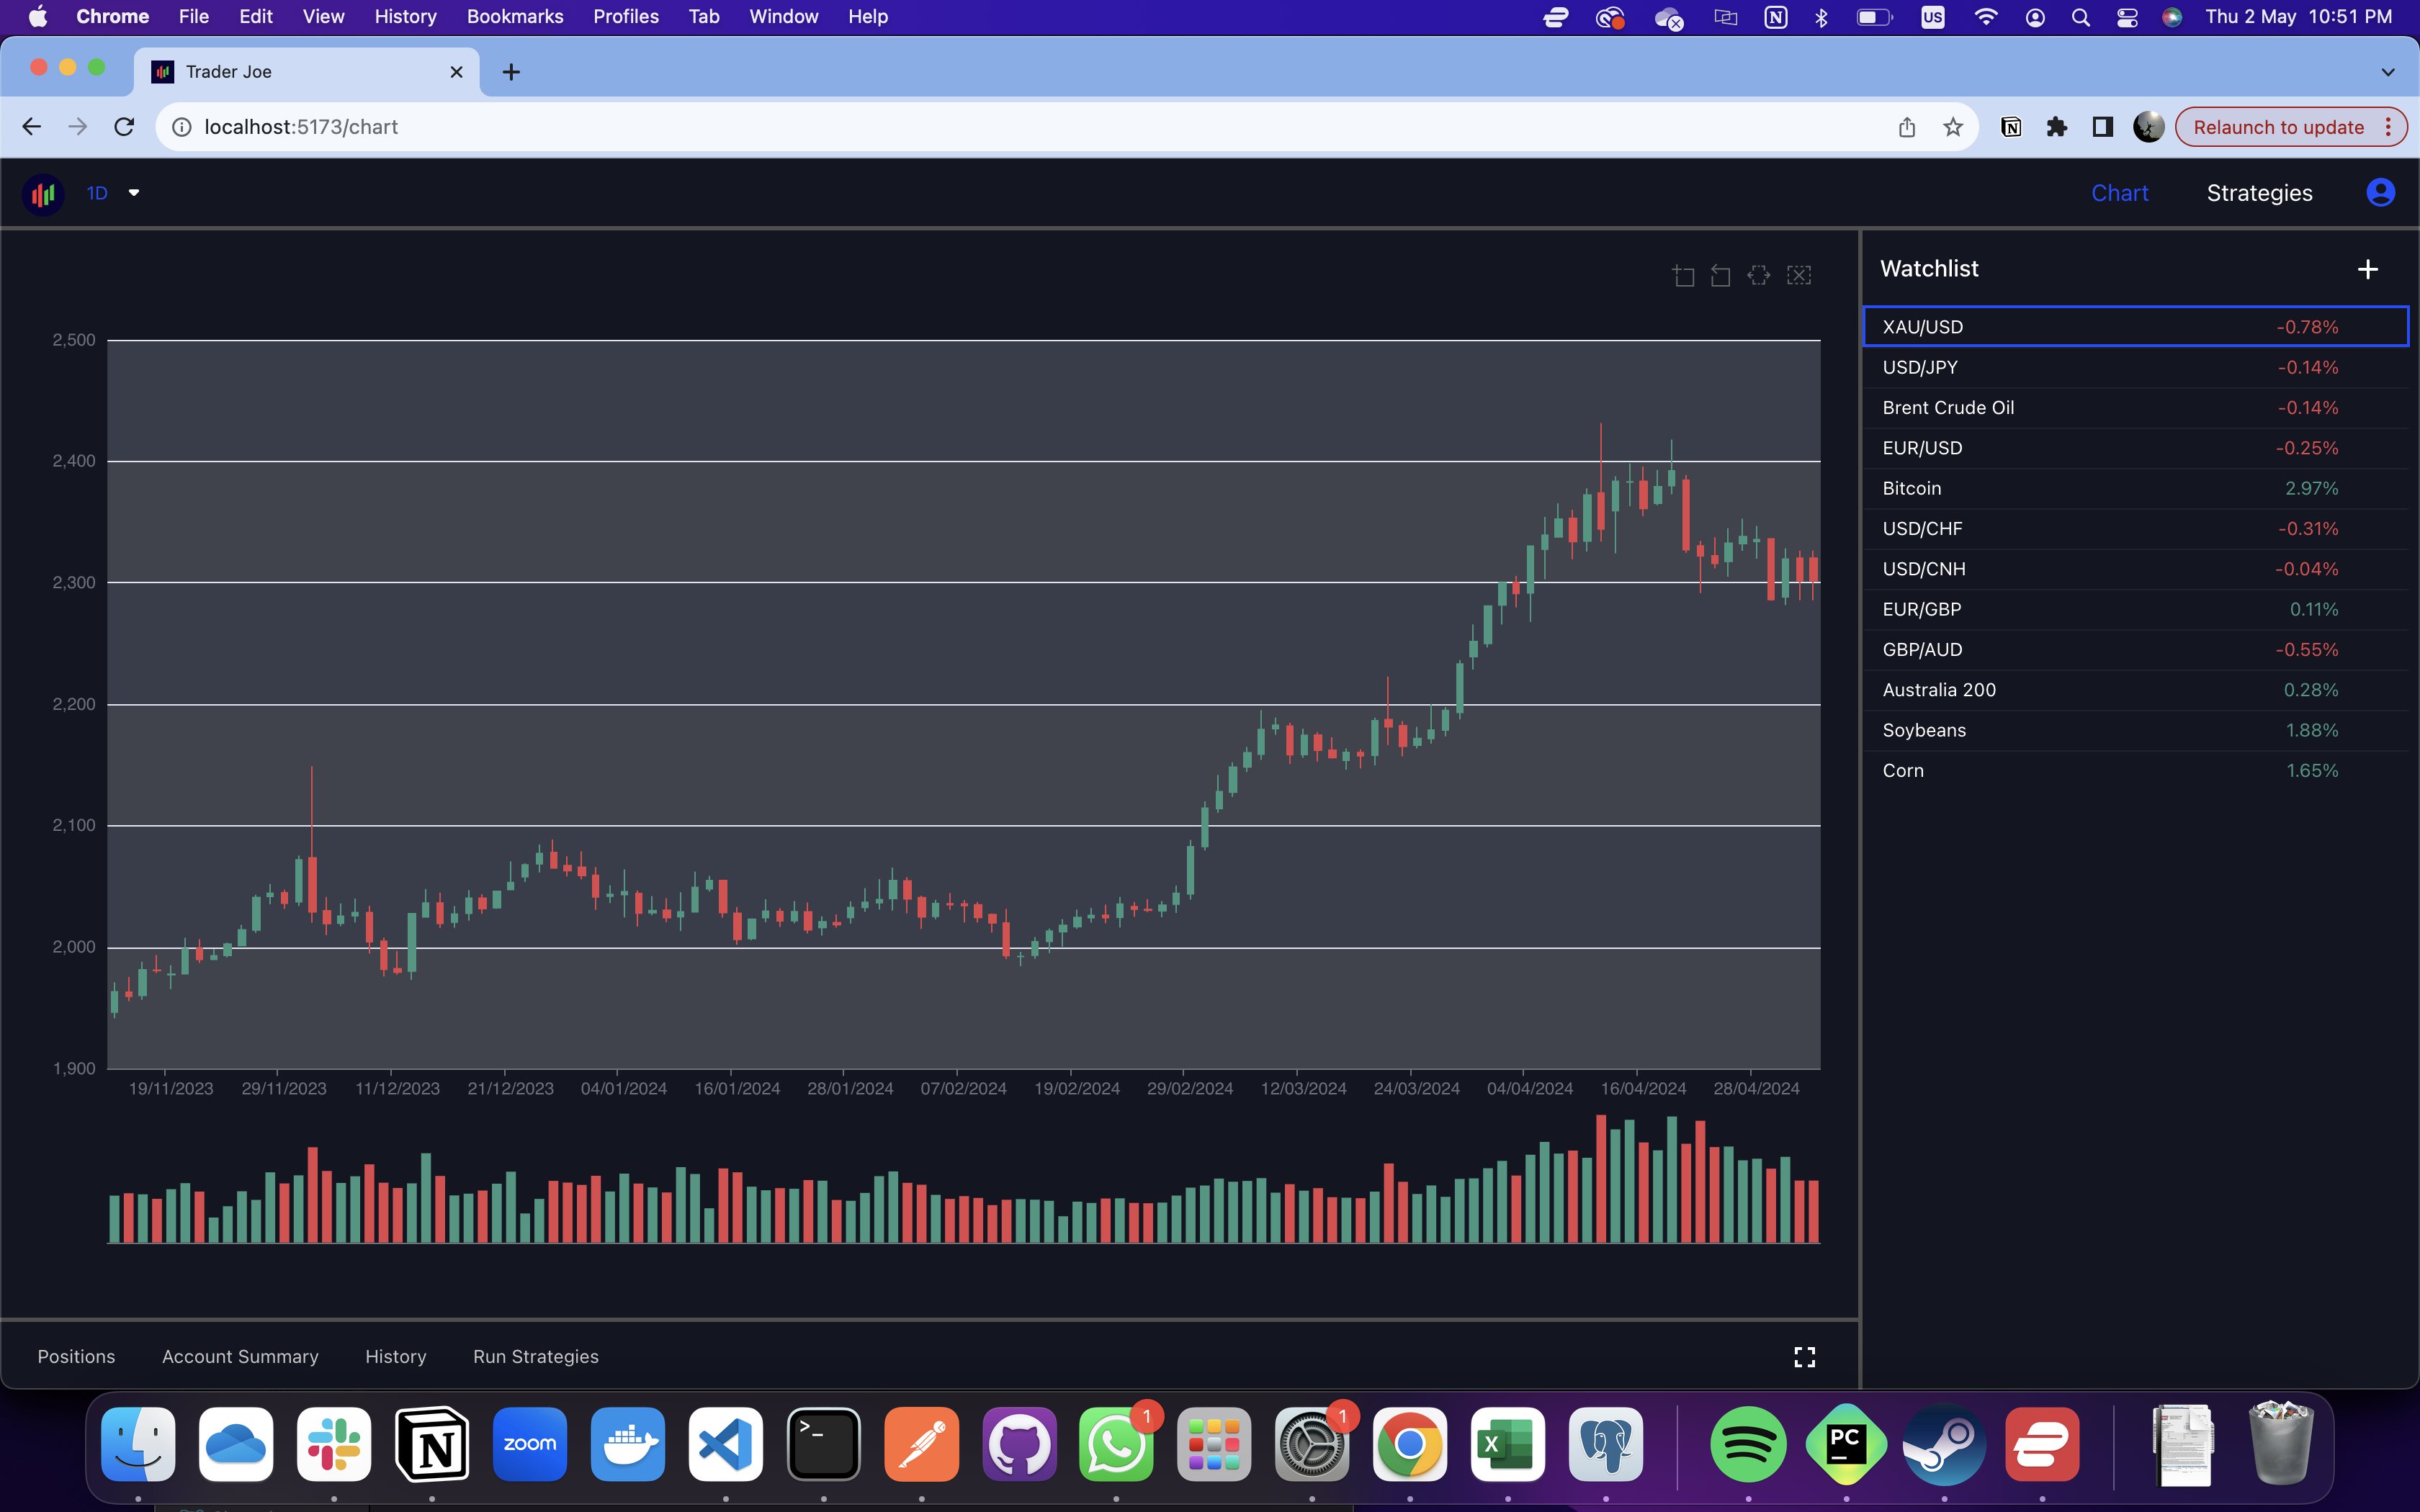 Chrome File Edit View History Bookmarks Profiles Tab Window Help US Thu 2 May 10:51 PM
Trader Joe
localhost:5173/chart Relaunch to update
1D Chart Strategies
Watchlist
XAU/USD -0.78%
USD/JPY -0.14%
Brent Crude Oil -0.14%
EUR/USD -0.25%
Bitcoin 2.97%
USD/CHF -0.31%
USD/CNH -0.04%
EUR/GBP 0.11%
GBP/AUD -0.55%
Australia 200 0.28%
Soybeans 1.88%
Corn 1.65%
2,500
2,400
2,300
2,200
2,100
2,000
1,900
19/11/2023 29/11/2023 11/12/2023 21/12/2023 04/01/2024 16/01/2024 28/01/2024 07/02/2024 19/02/2024 29/02/2024 12/03/2024 24/03/2024 04/04/2024 16/04/2024 28/04/2024
Positions Account Summary History Run Strategies
1 1
N zoom >_ X PC